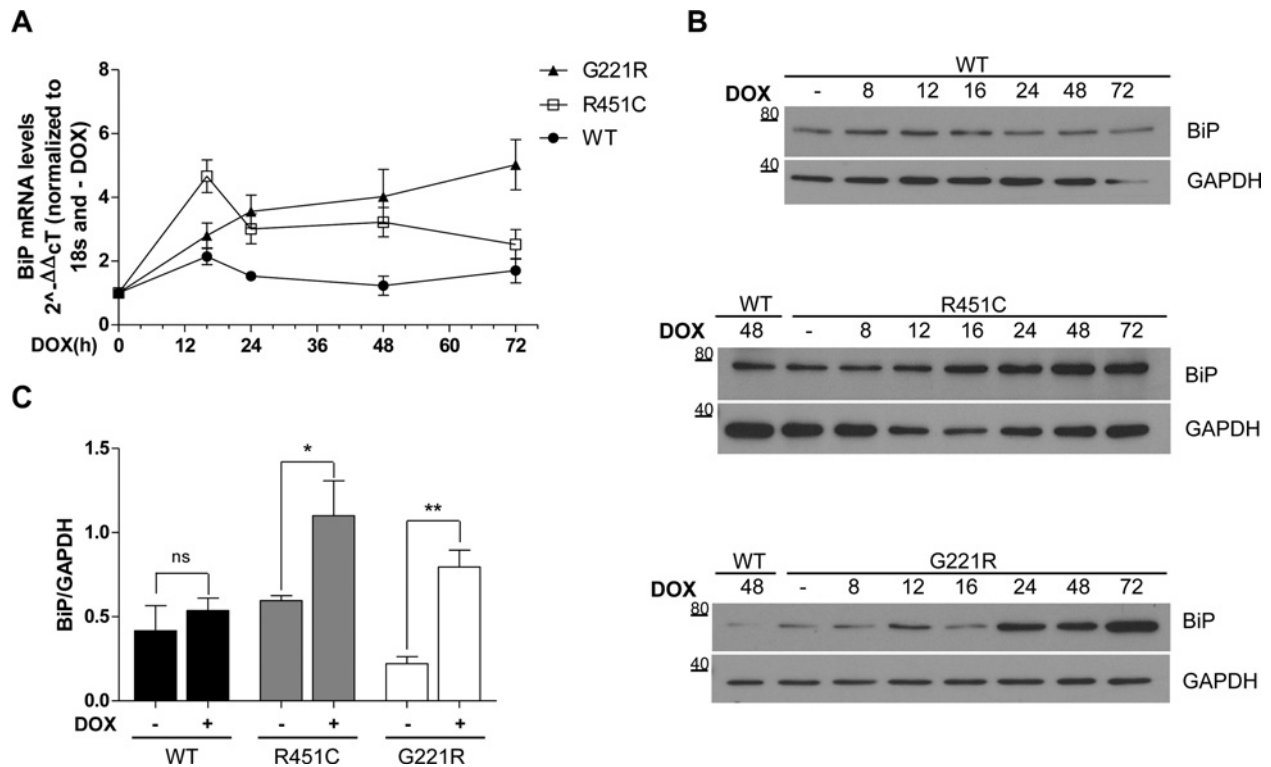 A
BiP mRNA levels
2^-ΔΔcT (normalized to
18s and - DOX)
8
6
4
2
0
G221R
R451C
WT
DOX(h) 0 12 24 36 48 60 72
B
WT
DOX - 8 12 16 24 48 72
80
BiP
40
GAPDH
WT R451C
DOX 48 - 8 12 16 24 48 72
80
BiP
40
GAPDH
WT G221R
DOX 48 - 8 12 16 24 48 72
80
BiP
40
GAPDH
C
BiP/GAPDH
1.5
1.0
0.5
0.0
ns
*
**
DOX - + - + - +
WT R451C G221R